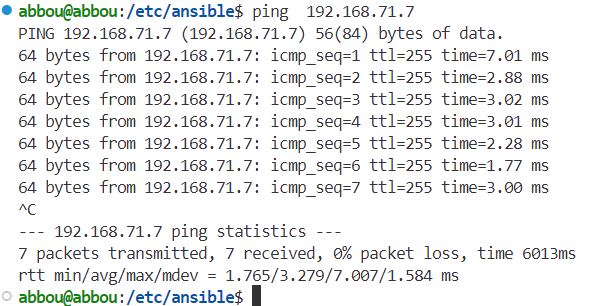 abbou@abbou:/etc/ansible$ ping  192.168.71.7
PING 192.168.71.7 (192.168.71.7) 56(84) bytes of data.
64 bytes from 192.168.71.7: icmp_seq=1 ttl=255 time=7.01 ms
64 bytes from 192.168.71.7: icmp_seq=2 ttl=255 time=2.88 ms
64 bytes from 192.168.71.7: icmp_seq=3 ttl=255 time=3.02 ms
64 bytes from 192.168.71.7: icmp_seq=4 ttl=255 time=3.01 ms
64 bytes from 192.168.71.7: icmp_seq=5 ttl=255 time=2.28 ms
64 bytes from 192.168.71.7: icmp_seq=6 ttl=255 time=1.77 ms
64 bytes from 192.168.71.7: icmp_seq=7 ttl=255 time=3.00 ms
^C
--- 192.168.71.7 ping statistics ---
7 packets transmitted, 7 received, 0% packet loss, time 6013ms
rtt min/avg/max/mdev = 1.765/3.279/7.007/1.584 ms
abbou@abbou:/etc/ansible$